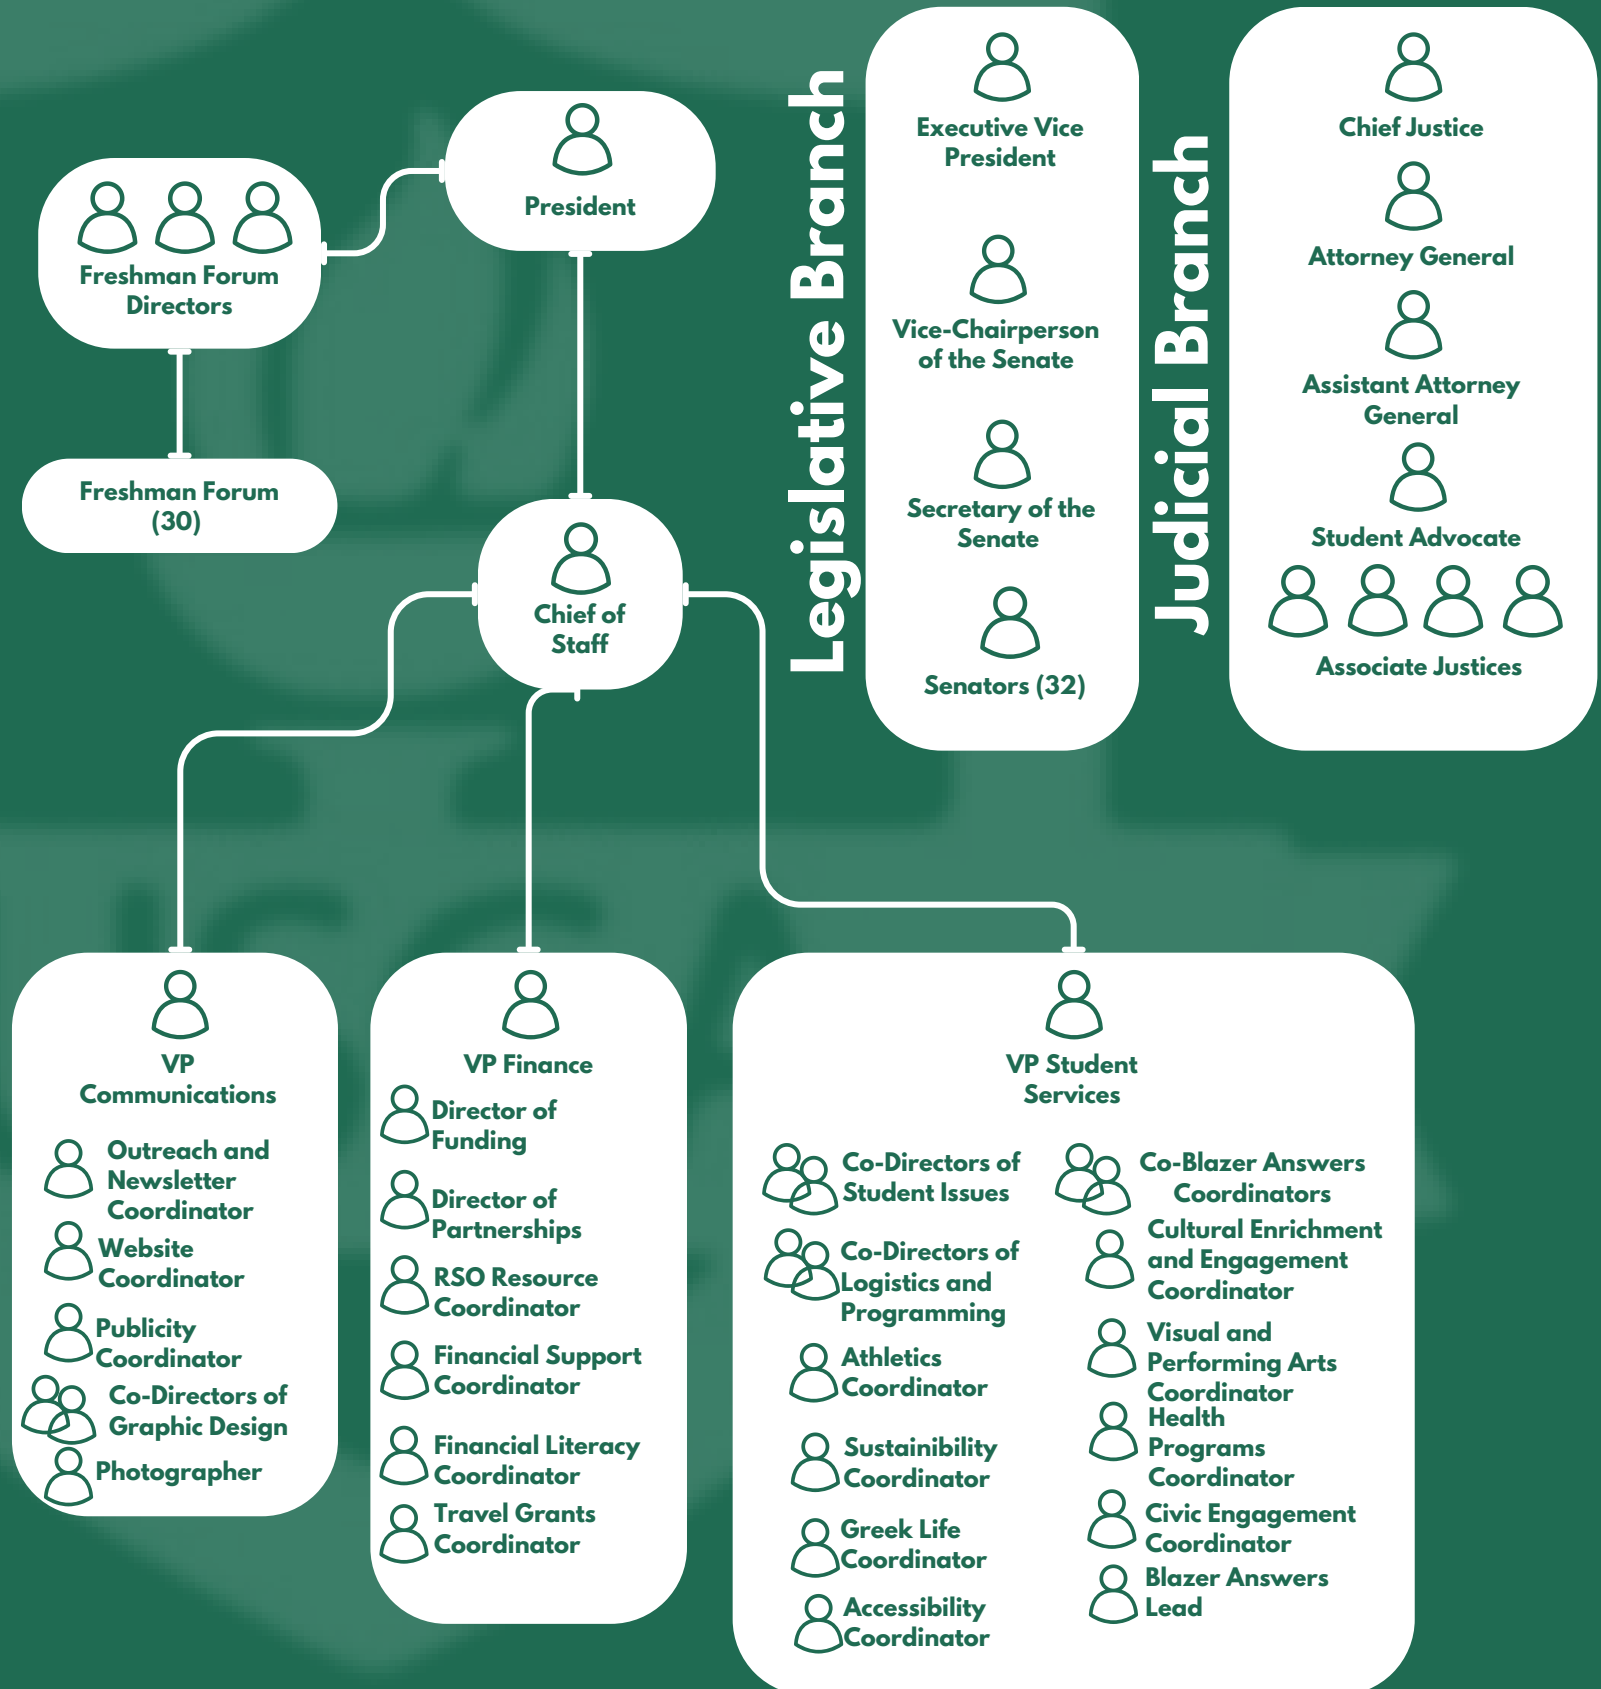 President
Freshman Forum
Directors
Freshman Forum
(30)
Chief of
Staff
Legislative Branch
Executive Vice
President
Vice-Chairperson
of the Senate
Secretary of the
Senate
Senators (32)
Judicial Branch
Chief Justice
Attorney General
Assistant Attorney
General
Student Advocate
Associate Justices
VP
Communications
Outreach and
Newsletter
Coordinator
Website
Coordinator
Publicity
Coordinator
Co-Directors of
Graphic Design
Photographer
VP Finance
Director of
Funding
Director of
Partnerships
RSO Resource
Coordinator
Financial Support
Coordinator
Financial Literacy
Coordinator
Travel Grants
Coordinator
VP Student
Services
Co-Directors of
Student Issues
Co-Directors of
Logistics and
Programming
Athletics
Coordinator
Sustainibility
Coordinator
Greek Life
Coordinator
Accessibility
Coordinator
Co-Blazer Answers
Coordinators
Cultural Enrichment
and Engagement
Coordinator
Visual and
Performing Arts
Coordinator
Health
Programs
Coordinator
Civic Engagement
Coordinator
Blazer Answers
Lead